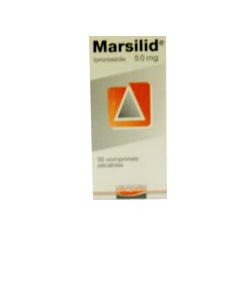 Marsilid®
iproniazide 50 mg
30 comprimés
sécables